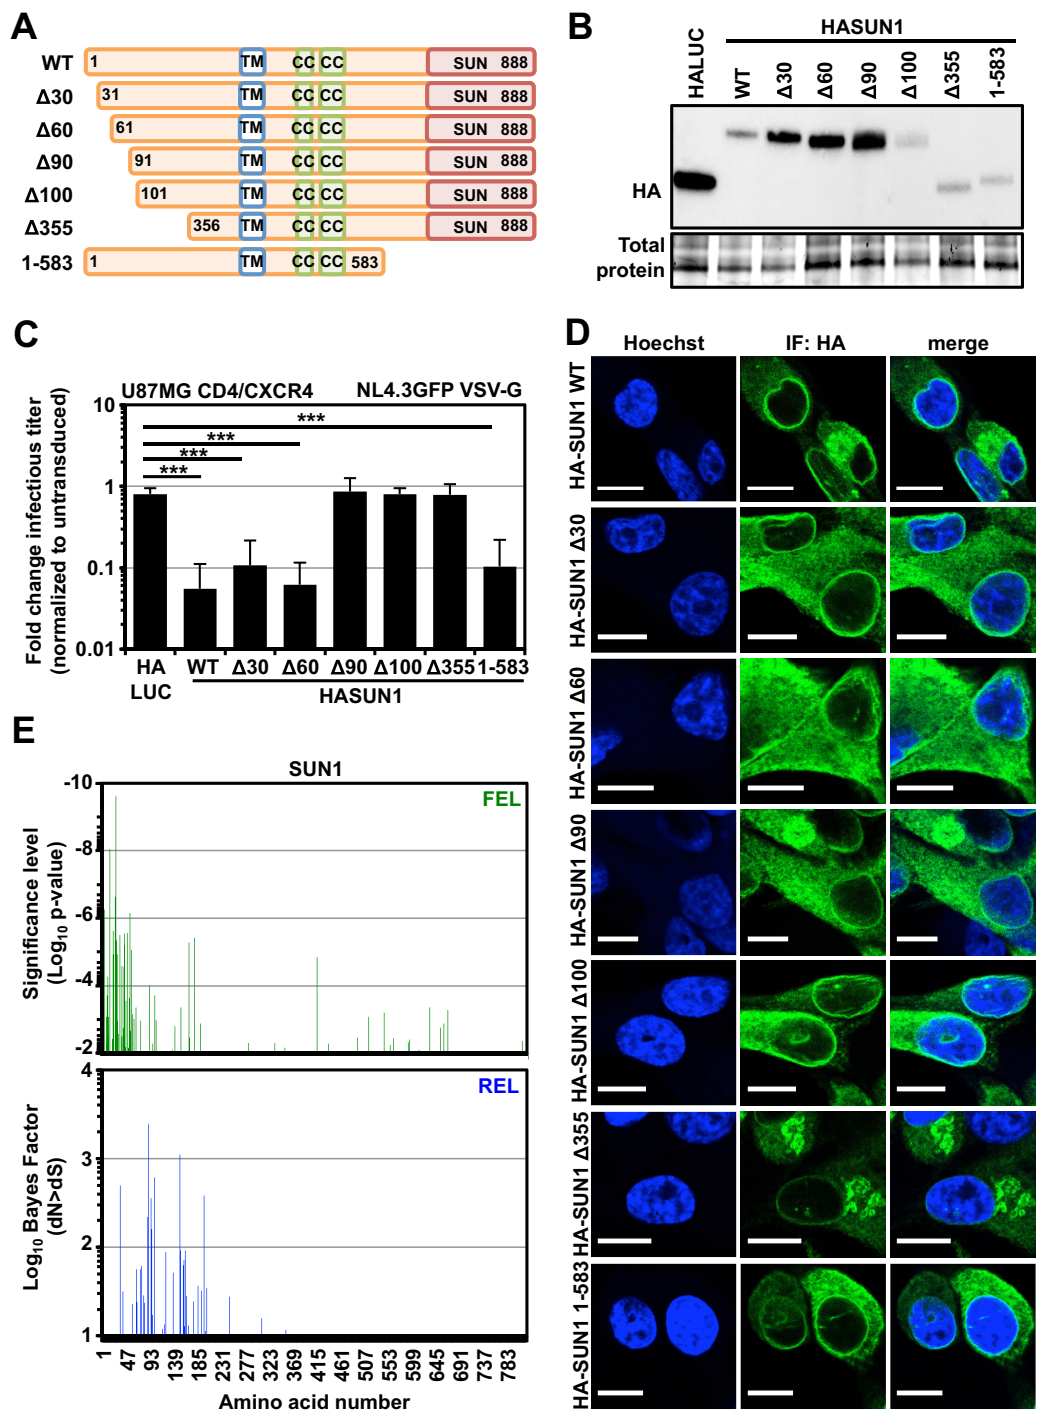 A
WT 1 TM CC CC SUN 888
Δ30 31 TM CC CC SUN 888
Δ60 61 TM CC CC SUN 888
Δ90 91 TM CC CC SUN 888
Δ100 101 TM CC CC SUN 888
Δ355 356 TM CC CC SUN 888
1-583 1 TM CC CC 583
B
HASUN1
HALUC WT Δ30 Δ60 Δ90 Δ100 Δ355 1-583
HA
Total
protein
C
U87MG CD4/CXCR4 NL4.3GFP VSV-G
Fold change infectious titer
(normalized to untransduced)
10
1
0.1
0.01
***
***
***
***
HA
LUC
WT Δ30 Δ60 Δ90 Δ100 Δ355 1-583
HASUN1
D
Hoechst IF: HA merge
HA-SUN1 WT
HA-SUN1 Δ30
HA-SUN1 Δ60
HA-SUN1 Δ90
HA-SUN1 Δ100
HA-SUN1 Δ355
HA-SUN1 1-583
E
SUN1
FEL
Significance level
(Log10 p-value)
-10
-8
-6
-4
-2
REL
Log10 Bayes Factor
(dN>dS)
4
3
2
1
1 47 93 139 185 231 277 323 369 415 461 507 553 599 645 691 737 783
Amino acid number